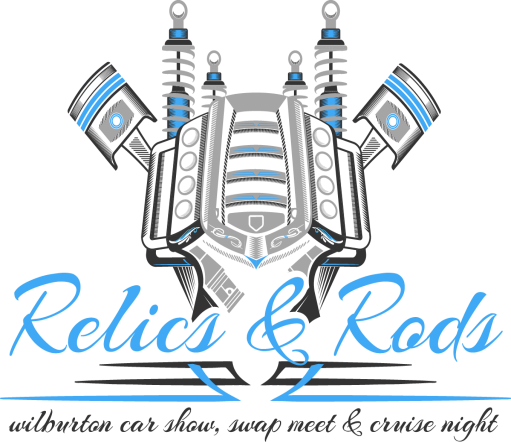 Relics & Rods
wilburton car show, swap meet & cruise night